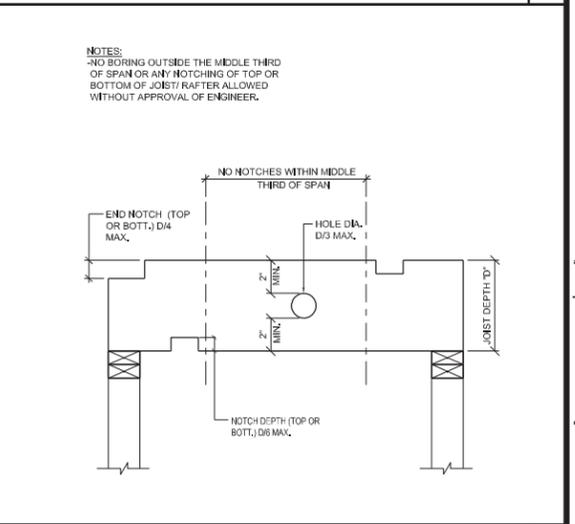 NOTES:
-NO BORING OUTSIDE THE MIDDLE THIRD
OF SPAN OR ANY NOTCHING OF TOP OR
BOTTOM OF JOIST/ RAFTER ALLOWED
WITHOUT APPROVAL OF ENGINEER.
NO NOTCHES WITHIN MIDDLE
THIRD OF SPAN
END NOTCH (TOP
OR BOTT.) D/4
MAX.
HOLE DIA.
D/3 MAX.
2"
MIN.
2"
MIN.
JOIST DEPTH "D"
NOTCH DEPTH (TOP OR
BOTT.) D/6 MAX.